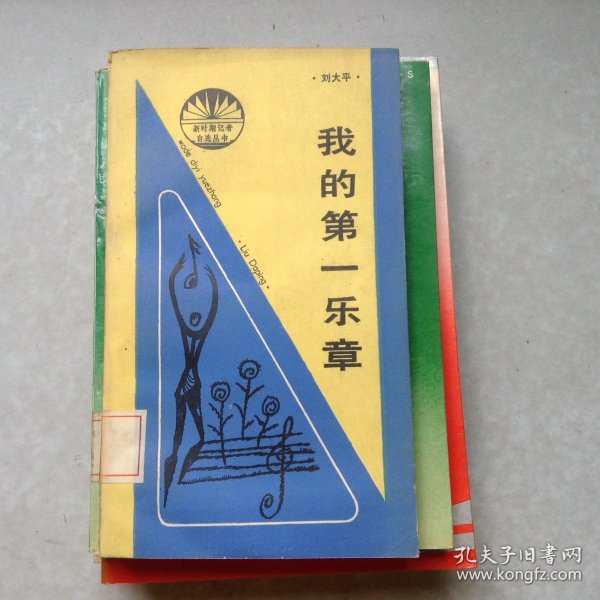 ·刘大平·
新时期记者
自选丛书
我的第一乐章
wode diyi yuezhang
·Liu Daping·
S
孔夫子旧书网
www.kongfz.com